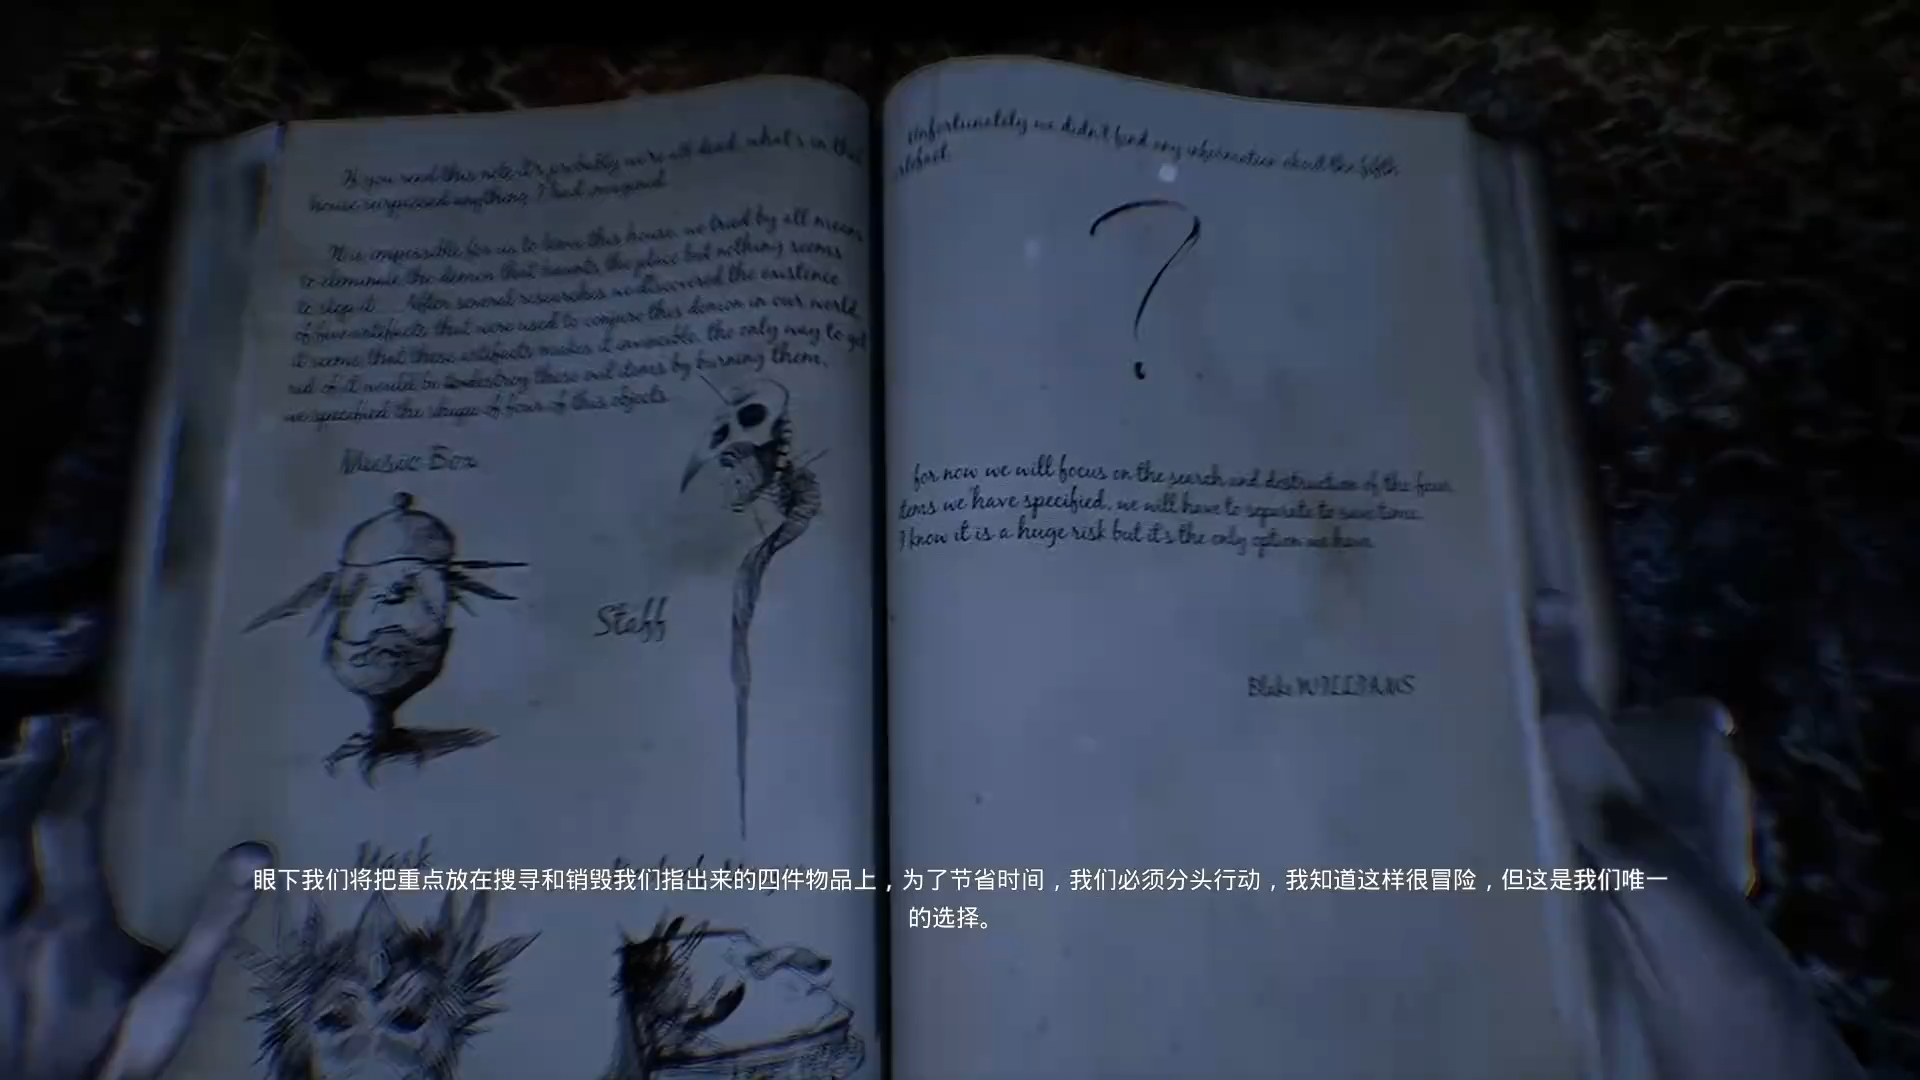 If you read this note it's probably we're all dead, what's in that
house surpassed anything I had imagined
It is impossible for us to leave this house, we tried by all means
to eliminate the demon that haunts the place but nothing seems
to stop it ... After several researches we discovered the existence
of five artifacts that were used to conjure this demon in our world,
it seems that these artifacts makes it invincible, the only way to get
rid of it would be to destroy these evil items by burning them,
we specified the shape of four of this objects
Music Box
Staff
Mask
Unfortunately we didn't find any information about the fifth
artefact.
?
for now we will focus on the search and destruction of the four
items we have specified, we will have to separate to save time
I know it is a huge risk but it's the only option we have
Blake WILLIAMS
眼下我们将把重点放在搜寻和销毁我们指出来的四件物品上，为了节省时间，我们必须分头行动，我知道这样很冒险，但这是我们唯一
的选择。